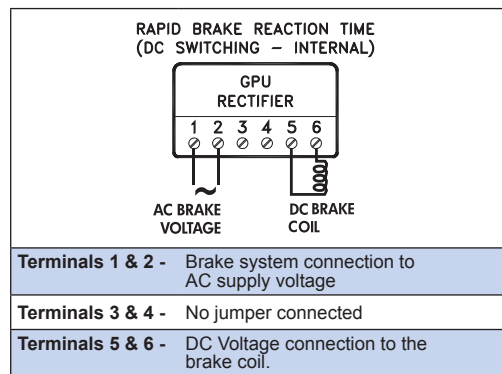 RAPID BRAKE REACTION TIME
(DC SWITCHING – INTERNAL)
GPU
RECTIFIER
1 2 3 4 5 6
~
AC BRAKE
VOLTAGE
DC BRAKE
COIL
Terminals 1 & 2 - Brake system connection to
AC supply voltage
Terminals 3 & 4 - No jumper connected
Terminals 5 & 6 - DC Voltage connection to the
brake coil.